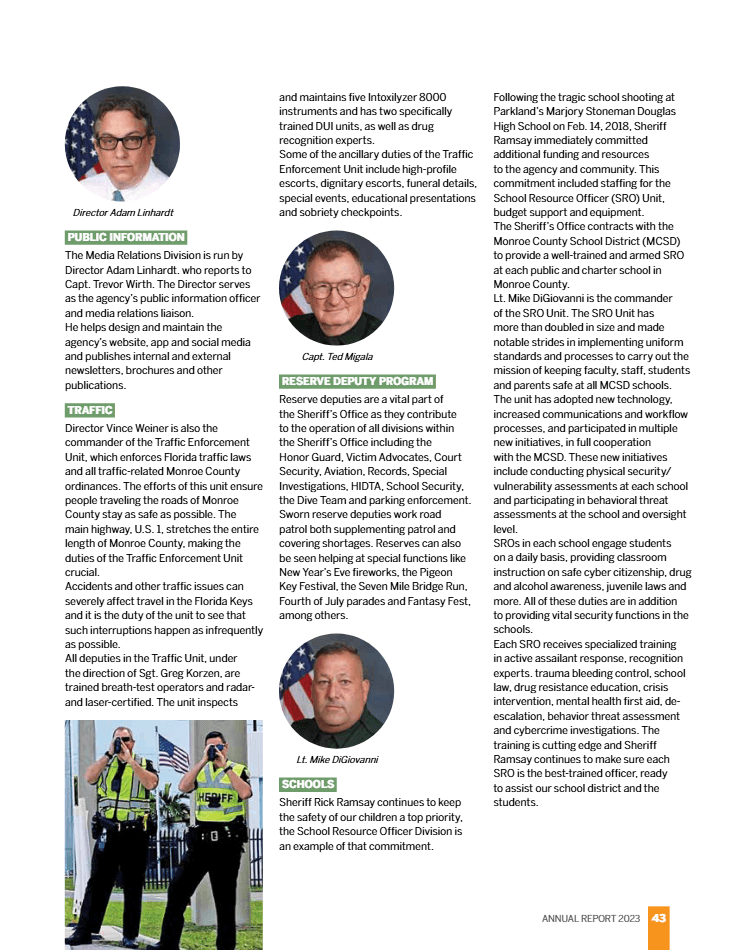 Director Adam Linhardt
PUBLIC INFORMATION
The Media Relations Division is run by
Director Adam Linhardt. who reports to
Capt. Trevor Wirth. The Director serves
as the agency's public information officer
and media relations liaison.
He helps design and maintain the
agency's website, app and social media
and publishes internal and external
newsletters, brochures and other
publications.
TRAFFIC
Director Vince Weiner is also the
commander of the Traffic Enforcement
Unit, which enforces Florida traffic laws
and all traffic-related Monroe County
ordinances. The efforts of this unit ensure
people traveling the roads of Monroe
County stay as safe as possible. The
main highway, U.S. 1, stretches the entire
length of Monroe County, making the
duties of the Traffic Enforcement Unit
crucial.
Accidents and other traffic issues can
severely affect travel in the Florida Keys
and it is the duty of the unit to see that
such interruptions happen as infrequently
as possible.
All deputies in the Traffic Unit, under
the direction of Sgt. Greg Korzen, are
trained breath-test operators and radar-
and laser-certified. The unit inspects
SHERIFF
and maintains five Intoxilyzer 8000
instruments and has two specifically
trained DUI units, as well as drug
recognition experts.
Some of the ancillary duties of the Traffic
Enforcement Unit include high-profile
escorts, dignitary escorts, funeral details,
special events, educational presentations
and sobriety checkpoints.
Capt. Ted Migala
RESERVE DEPUTY PROGRAM
Reserve deputies are a vital part of
the Sheriff's Office as they contribute
to the operation of all divisions within
the Sheriff's Office including the
Honor Guard, Victim Advocates, Court
Security, Aviation, Records, Special
Investigations, HIDTA, School Security,
the Dive Team and parking enforcement.
Sworn reserve deputies work road
patrol both supplementing patrol and
covering shortages. Reserves can also
be seen helping at special functions like
New Year's Eve fireworks, the Pigeon
Key Festival, the Seven Mile Bridge Run,
Fourth of July parades and Fantasy Fest,
among others.
Lt. Mike DiGiovanni
SCHOOLS
Sheriff Rick Ramsay continues to keep
the safety of our children a top priority,
the School Resource Officer Division is
an example of that commitment.
Following the tragic school shooting at
Parkland's Marjory Stoneman Douglas
High School on Feb. 14, 2018, Sheriff
Ramsay immediately committed
additional funding and resources
to the agency and community. This
commitment included staffing for the
School Resource Officer (SRO) Unit,
budget support and equipment.
The Sheriff's Office contracts with the
Monroe County School District (MCSD)
to provide a well-trained and armed SRO
at each public and charter school in
Monroe County.
Lt. Mike DiGiovanni is the commander
of the SRO Unit. The SRO Unit has
more than doubled in size and made
notable strides in implementing uniform
standards and processes to carry out the
mission of keeping faculty, staff, students
and parents safe at all MCSD schools.
The unit has adopted new technology,
increased communications and workflow
processes, and participated in multiple
new initiatives, in full cooperation
with the MCSD. These new initiatives
include conducting physical security/
vulnerability assessments at each school
and participating in behavioral threat
assessments at the school and oversight
level.
SROs in each school engage students
on a daily basis, providing classroom
instruction on safe cyber citizenship, drug
and alcohol awareness, juvenile laws and
more. All of these duties are in addition
to providing vital security functions in the
schools.
Each SRO receives specialized training
in active assailant response, recognition
experts. trauma bleeding control, school
law, drug resistance education, crisis
intervention, mental health first aid, de-
escalation, behavior threat assessment
and cybercrime investigations. The
training is cutting edge and Sheriff
Ramsay continues to make sure each
SRO is the best-trained officer, ready
to assist our school district and the
students.
ANNUAL REPORT 2023 43